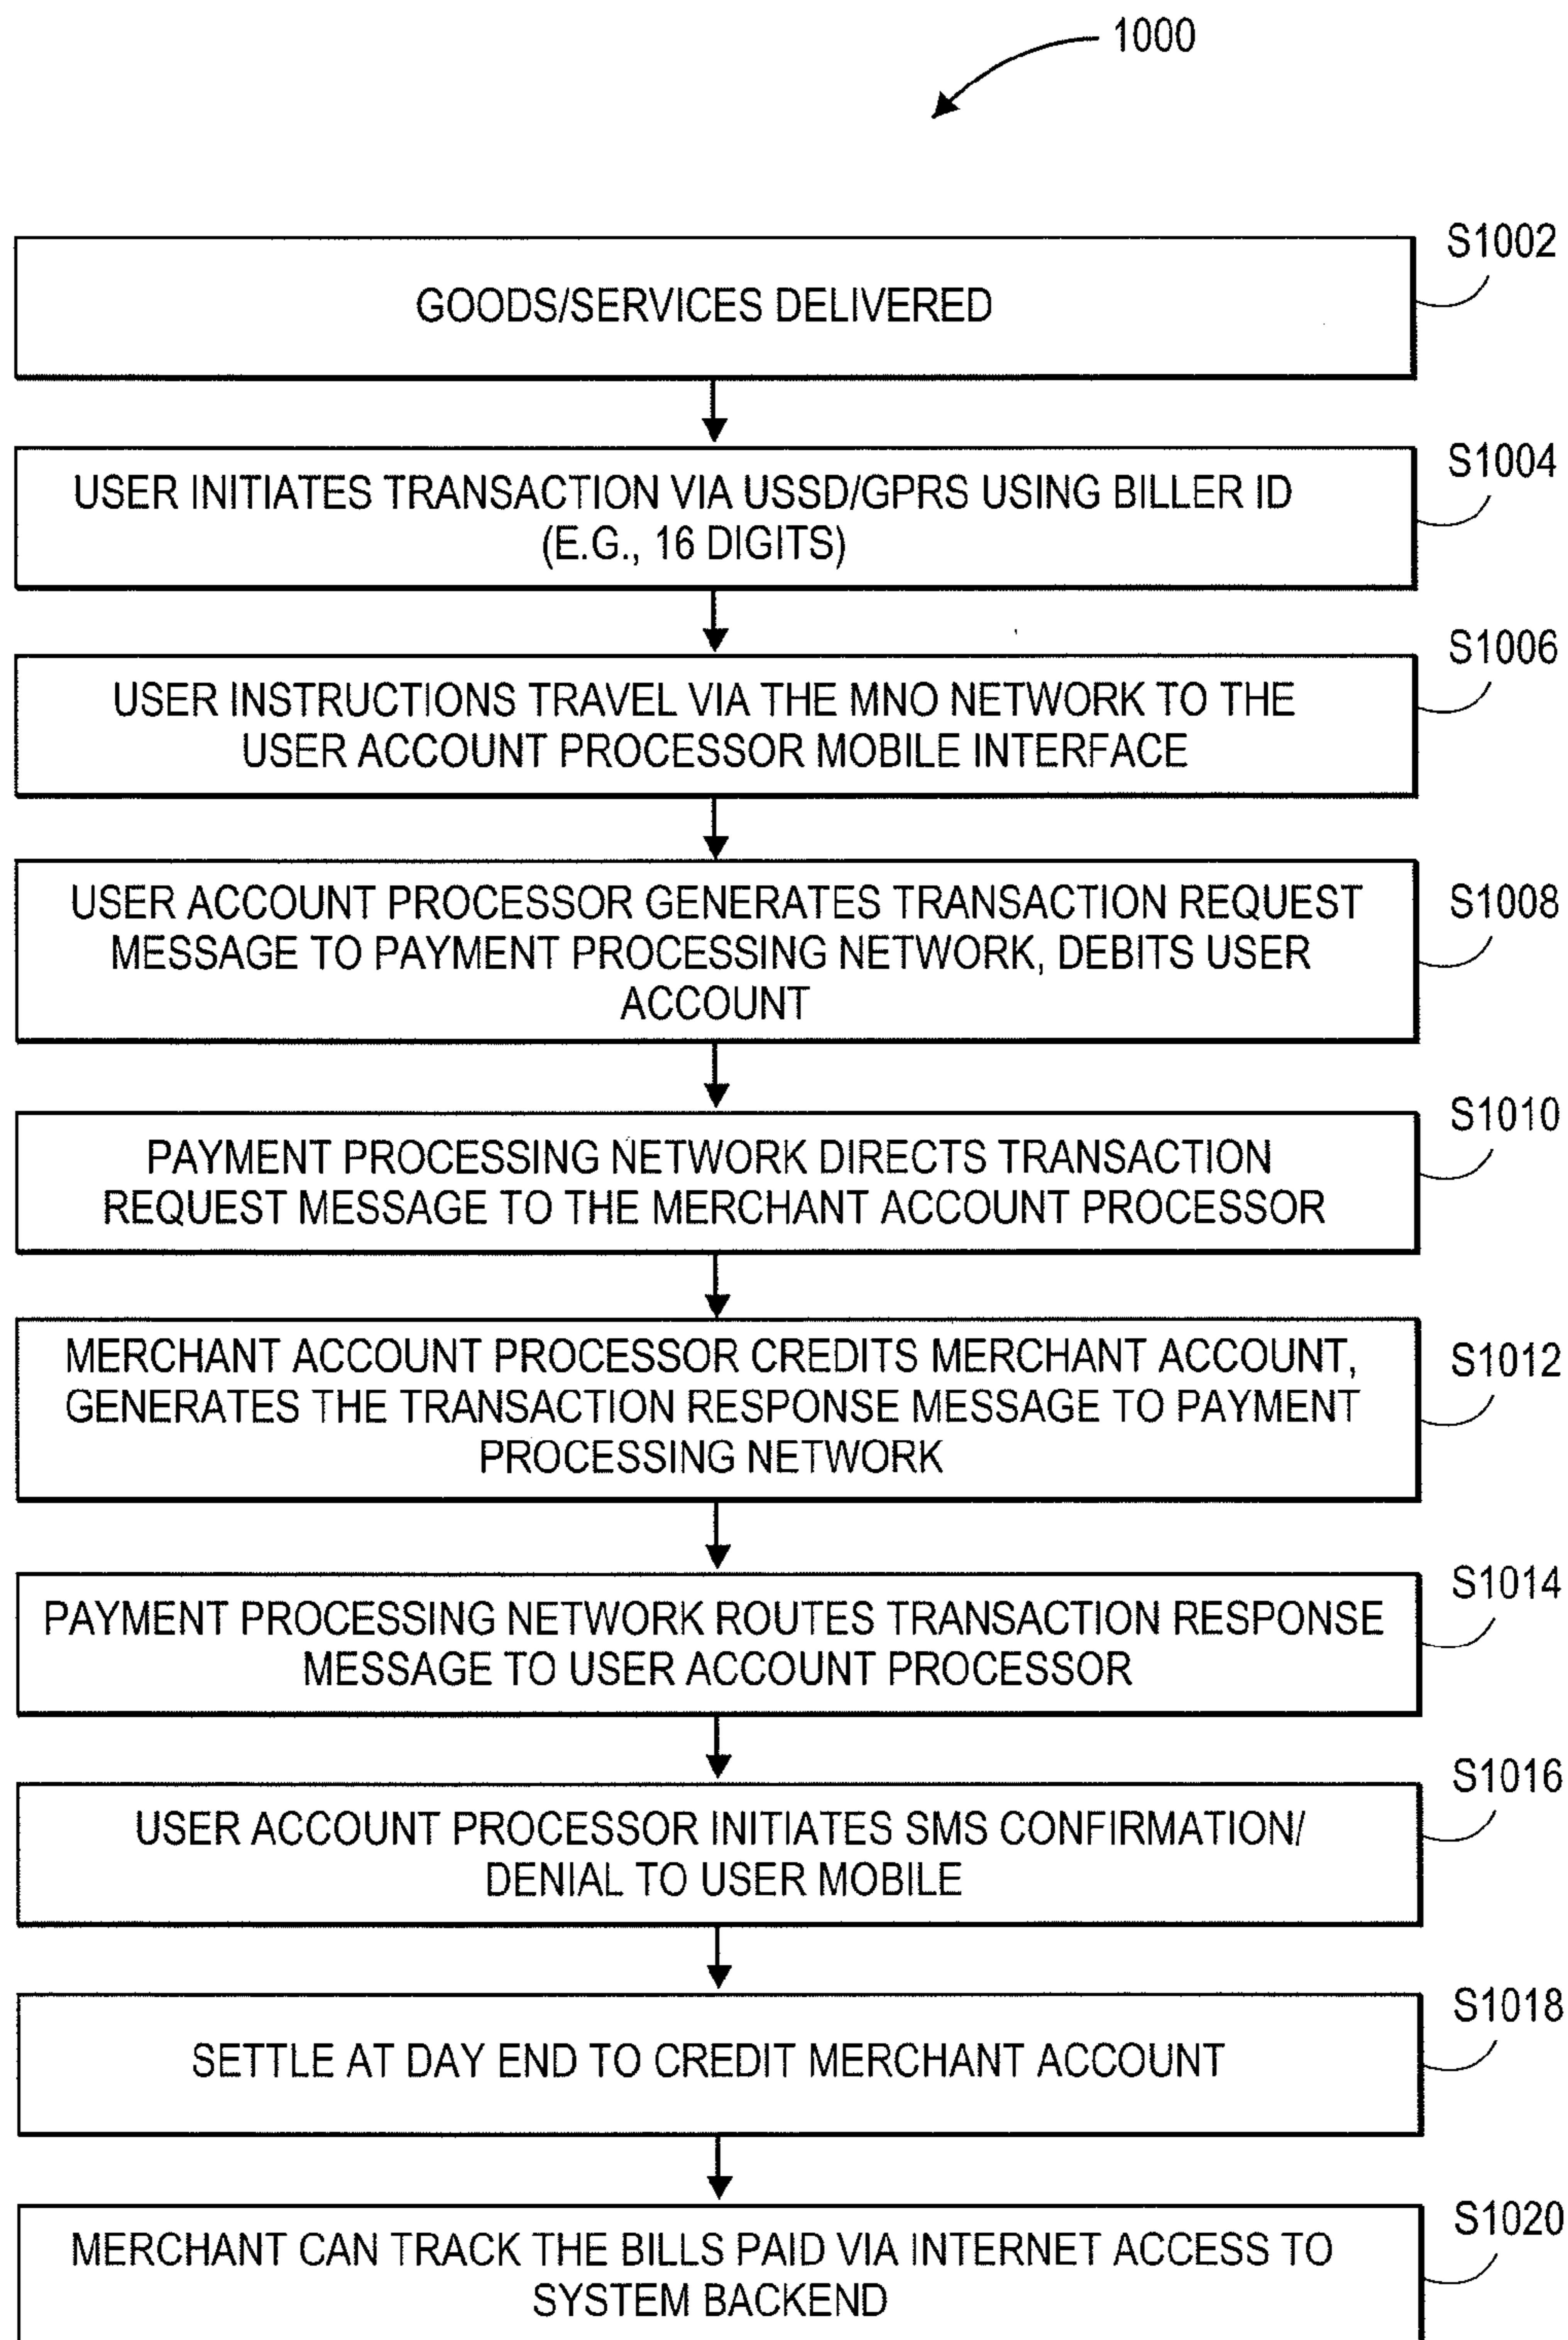 1000
S1002
GOODS/SERVICES DELIVERED
S1004
USER INITIATES TRANSACTION VIA USSD/GPRS USING BILLER ID
(E.G., 16 DIGITS)
S1006
USER INSTRUCTIONS TRAVEL VIA THE MNO NETWORK TO THE
USER ACCOUNT PROCESSOR MOBILE INTERFACE
S1008
USER ACCOUNT PROCESSOR GENERATES TRANSACTION REQUEST
MESSAGE TO PAYMENT PROCESSING NETWORK, DEBITS USER
ACCOUNT
S1010
PAYMENT PROCESSING NETWORK DIRECTS TRANSACTION
REQUEST MESSAGE TO THE MERCHANT ACCOUNT PROCESSOR
S1012
MERCHANT ACCOUNT PROCESSOR CREDITS MERCHANT ACCOUNT,
GENERATES THE TRANSACTION RESPONSE MESSAGE TO PAYMENT
PROCESSING NETWORK
S1014
PAYMENT PROCESSING NETWORK ROUTES TRANSACTION RESPONSE
MESSAGE TO USER ACCOUNT PROCESSOR
S1016
USER ACCOUNT PROCESSOR INITIATES SMS CONFIRMATION/
DENIAL TO USER MOBILE
S1018
SETTLE AT DAY END TO CREDIT MERCHANT ACCOUNT
S1020
MERCHANT CAN TRACK THE BILLS PAID VIA INTERNET ACCESS TO
SYSTEM BACKEND